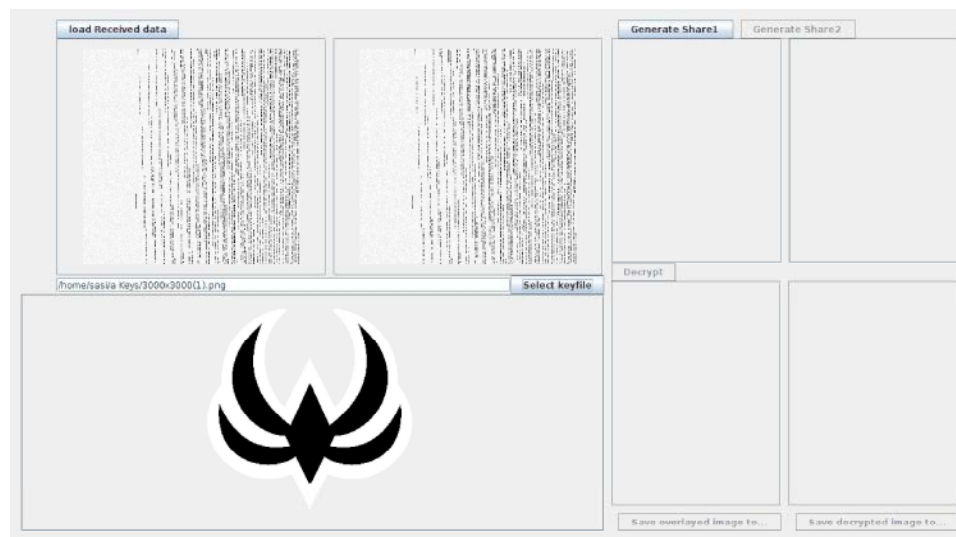 load Received data
Generate Share1
Generate Share2
/home/sasi/a Keys/3000x3000(1).png
Select keyfile
Decrypt
Save overlayed image to...
Save decrypted image to...